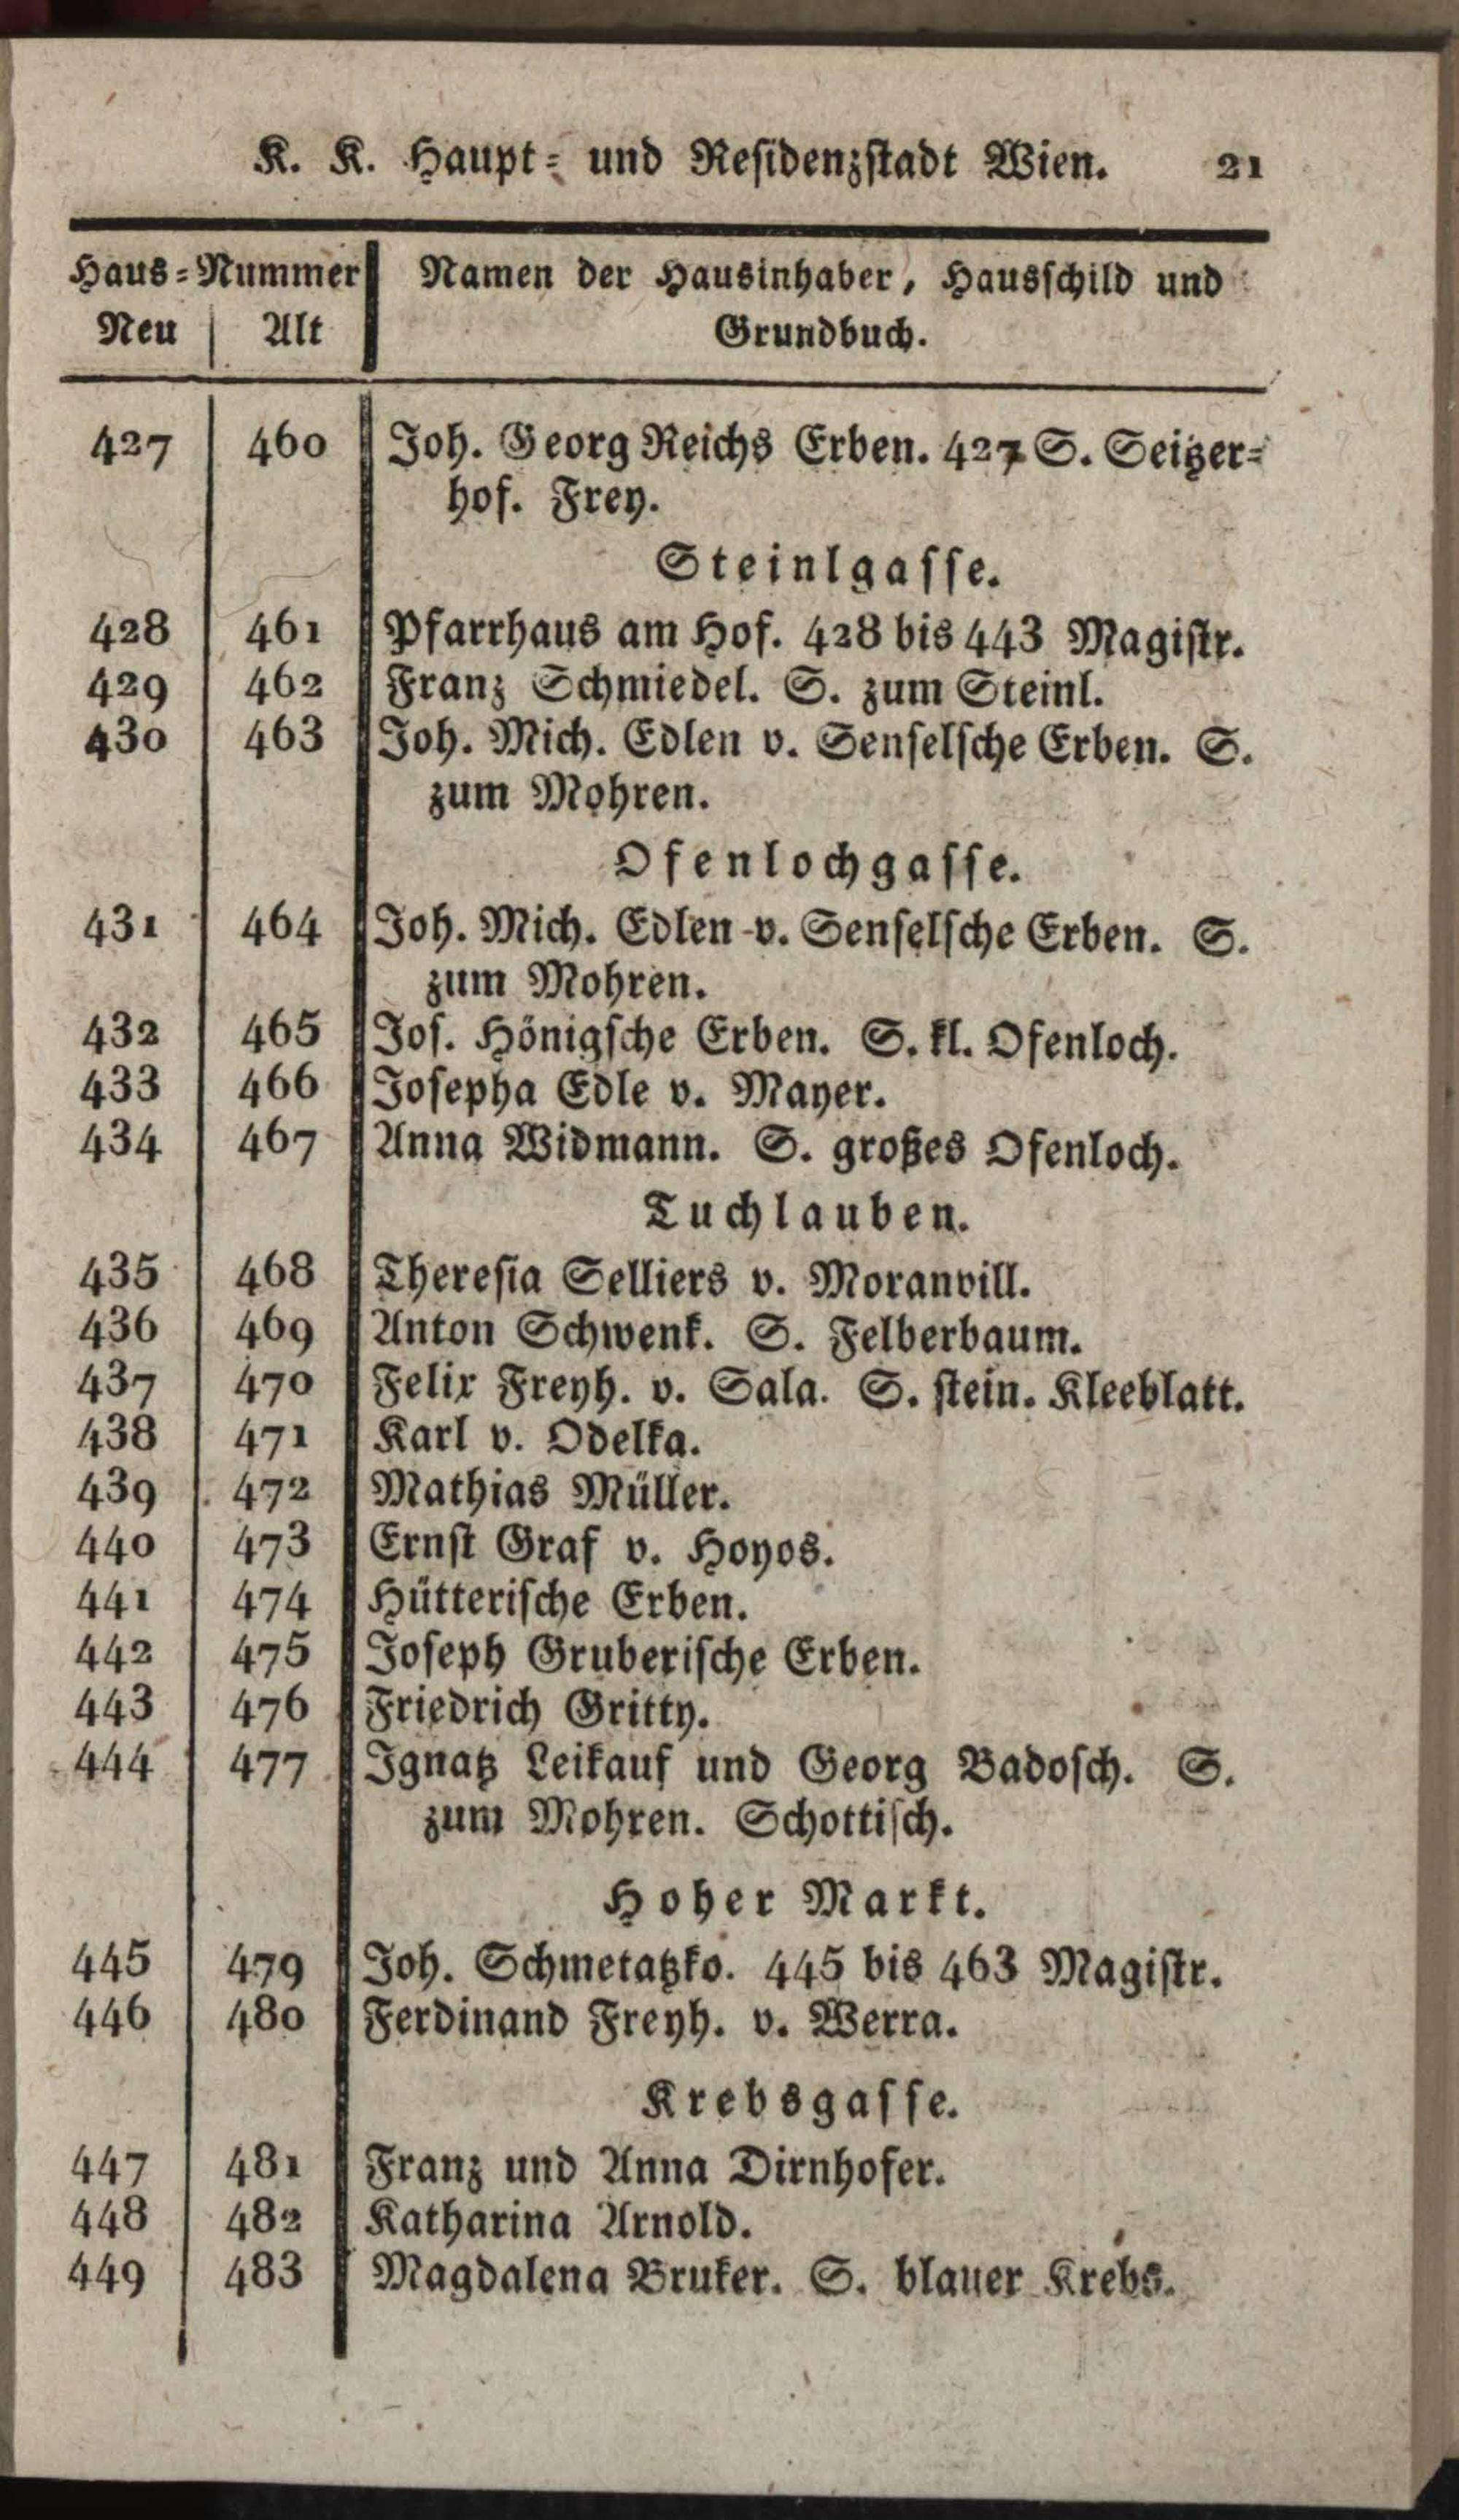 K. K. Haupt- und Residenzstadt Wien. 21
Haus-Nummer Namen der Hausinhaber, Hausschild und
Neu Alt Grundbuch.
427 460 Joh. Georg Reichs Erben. 427 S. Seitzer-
hof. Frey.
Steinlgasse.
428 461 Pfarrhaus am Hof. 428 bis 443 Magistr.
429 462 Franz Schmiedel. S. zum Steinl.
430 463 Joh. Mich. Edlen v. Senselsche Erben. S.
zum Mohren.
Ofenlochgasse.
431 464 Joh. Mich. Edlen v. Senselsche Erben. S.
zum Mohren.
432 465 Jos. Hönigsche Erben. S. kl. Ofenloch.
433 466 Josepha Edle v. Mayer.
434 467 Anna Widmann. S. großes Ofenloch.
Tuchlauben.
435 468 Theresia Selliers v. Moranvill.
436 469 Anton Schwenk. S. Felberbaum.
437 470 Felix Freyh. v. Sala. S. stein. Kleeblatt.
438 471 Karl v. Odelka.
439 472 Mathias Müller.
440 473 Ernst Graf v. Hoyos.
441 474 Hütterische Erben.
442 475 Joseph Gruberische Erben.
443 476 Friedrich Gritty.
444 477 Ignatz Leikauf und Georg Badosch. S.
zum Mohren. Schottisch.
Hoher Markt.
445 479 Joh. Schmetatzko. 445 bis 463 Magistr.
446 480 Ferdinand Freyh. v. Werra.
Krebsgasse.
447 481 Franz und Anna Dirnhofer.
448 482 Katharina Arnold.
449 483 Magdalena Bruker. S. blauer Krebs.